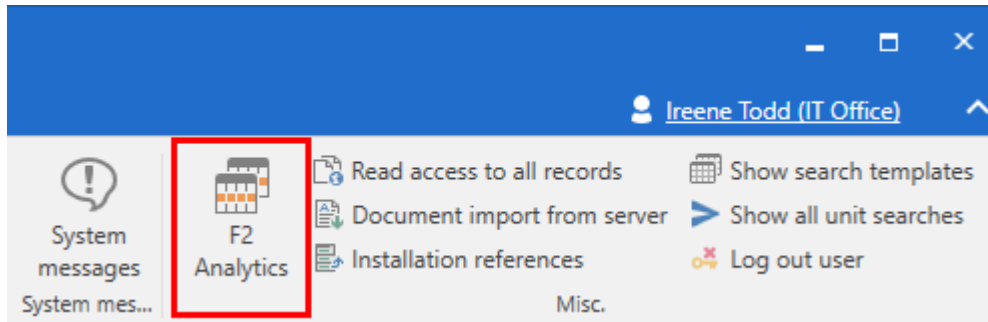 Ireene Todd (IT Office)
System
messages
System mes...
F2
Analytics
Read access to all records
Document import from server
Installation references
Show search templates
Show all unit searches
Log out user
Misc.